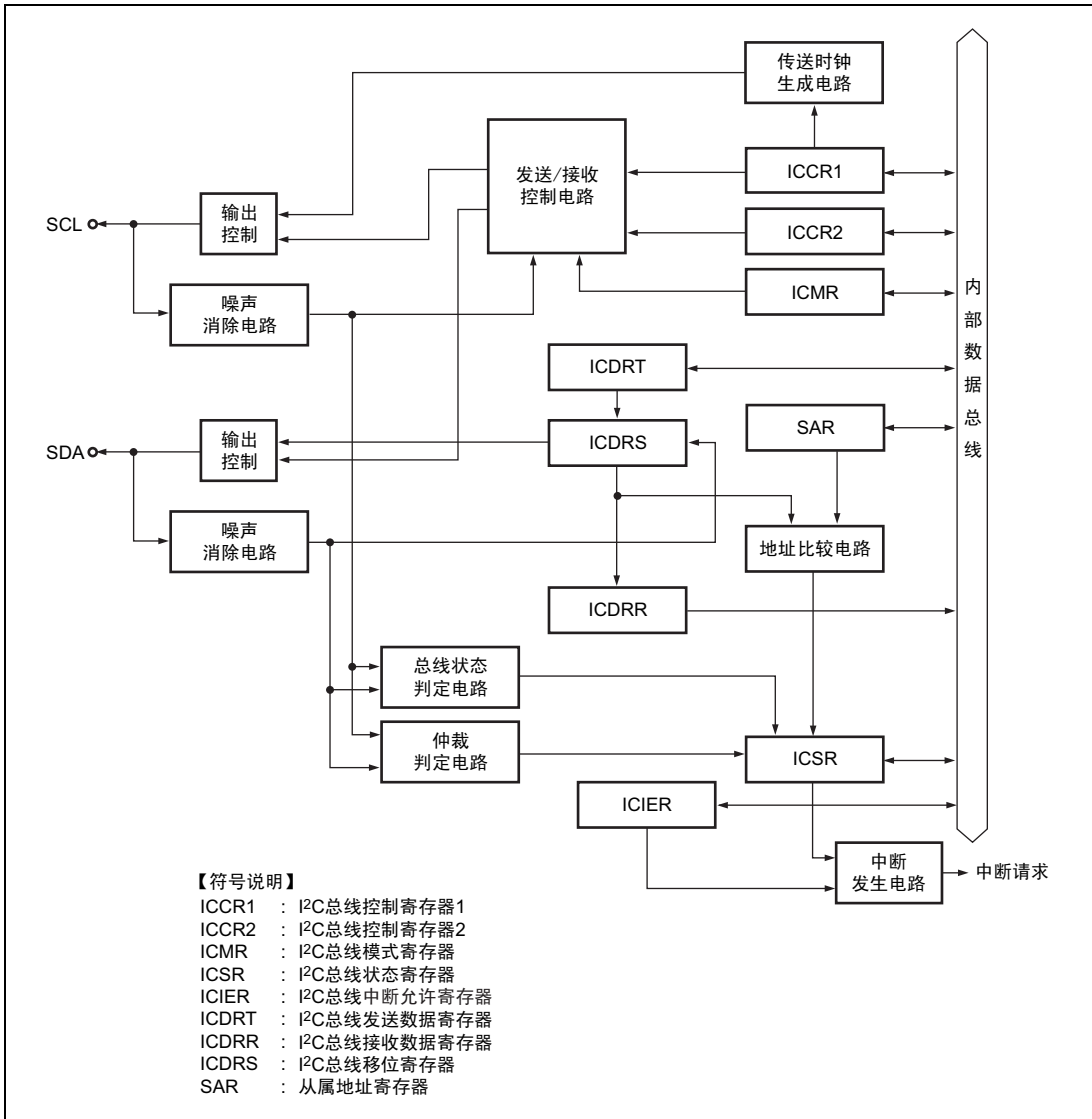 传送时钟
生成电路
发送/接收
控制电路
ICCR1
SCL
输出
控制
ICCR2
噪声
消除电路
ICMR
内部数据总线
ICDRT
SAR
SDA
输出
控制
ICDRS
噪声
消除电路
地址比较电路
ICDRR
总线状态
判定电路
仲裁
判定电路
ICSR
ICIER
中断
发生电路
中断请求
【符号说明】
ICCR1 : I²C总线控制寄存器1
ICCR2 : I²C总线控制寄存器2
ICMR : I²C总线模式寄存器
ICSR : I²C总线状态寄存器
ICIER : I²C总线中断允许寄存器
ICDRT : I²C总线发送数据寄存器
ICDRR : I²C总线接收数据寄存器
ICDRS : I²C总线移位寄存器
SAR : 从属地址寄存器